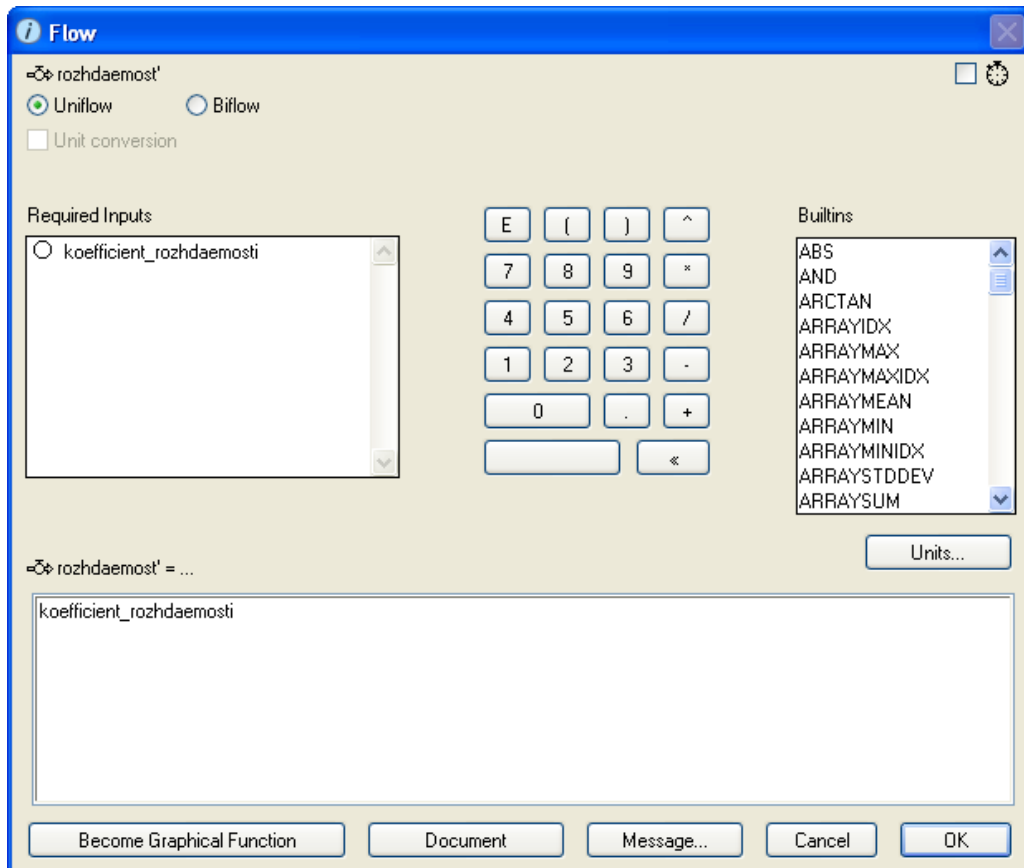 Flow
rozhdaemost'
Uniflow Biflow
Unit conversion
Required Inputs
koefficient_rozhdaemosti
E ( ) ^
7 8 9 *
4 5 6 /
1 2 3 -
0 . +
«
Builtins
ABS
AND
ARCTAN
ARRAYIDX
ARRAYMAX
ARRAYMAXIDX
ARRAYMEAN
ARRAYMIN
ARRAYMINIDX
ARRAYSTDDEV
ARRAYSUM
Units...
rozhdaemost' = ...
koefficient_rozhdaemosti
Become Graphical Function Document Message... Cancel OK